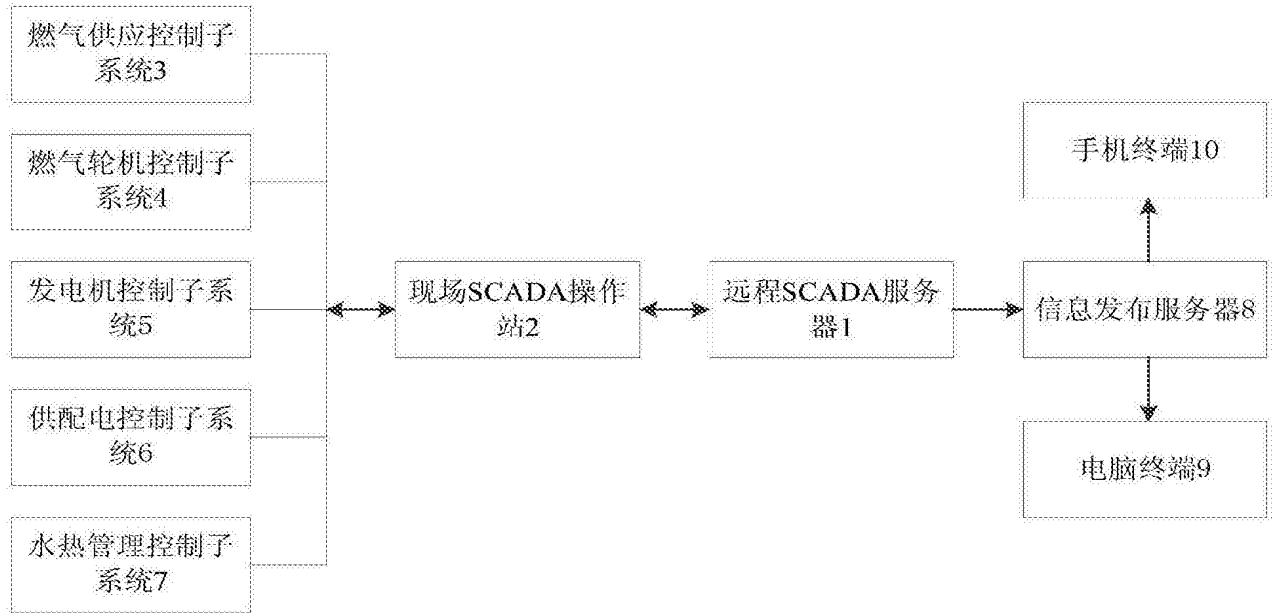 燃气供应控制子
系统3
燃气轮机控制子
系统4
发电机控制子系
统5
供配电控制子系
统6
水热管理控制子
系统7
现场SCADA操作
站2
远程SCADA服务
器1
手机终端10
信息发布服务器8
电脑终端9